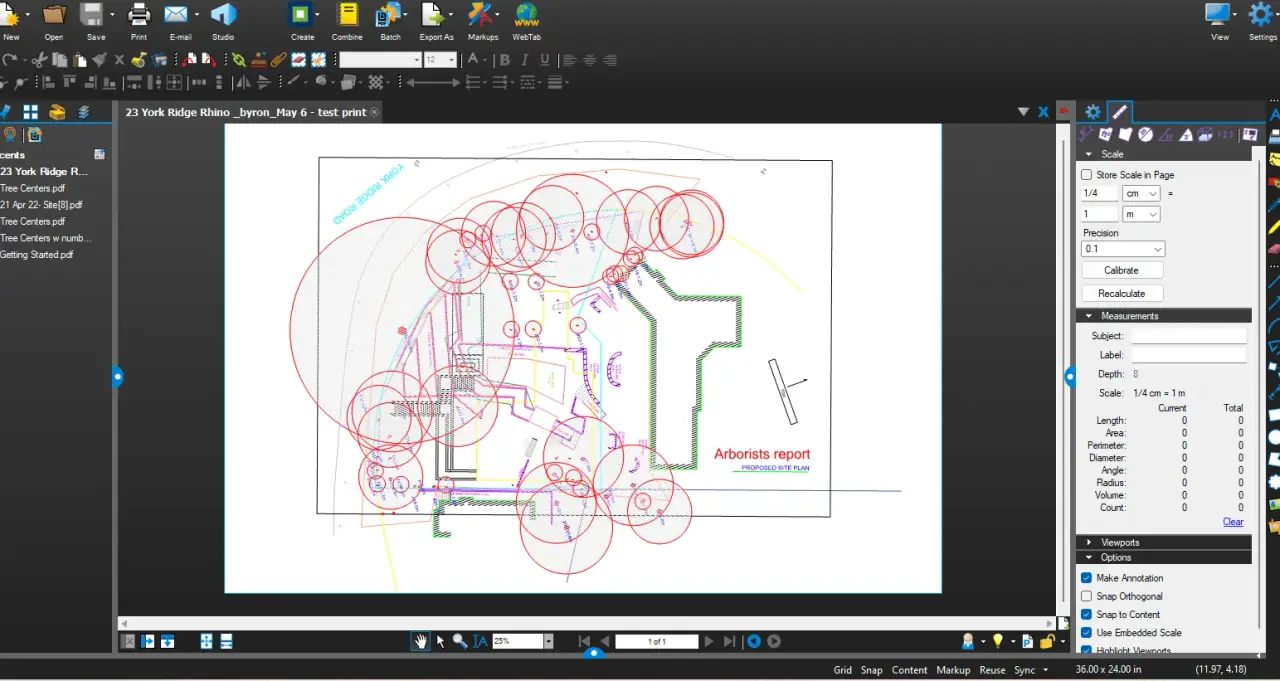 New Open Save Print E-mail Studio Create Combine Batch Export As Markups WebTab View Settings
12 A B I U
23 York Ridge Rhino _byron_May 6 - test print
cents
23 York Ridge R...
Tree Centers.pdf
21 Apr 22- Site[8].pdf
Tree Centers.pdf
Tree Centers w numb...
Getting Started.pdf
YORK RIDGE ROAD
Arborists report
PROPOSED SITE PLAN
Scale
Store Scale in Page
1/4 cm =
1 m
Precision
0.1
Calibrate
Recalculate
Measurements
Subject:
Label:
Depth: 8
Scale: 1/4 cm = 1 m
Current Total
Length: 0 0
Area: 0 0
Perimeter: 0 0
Diameter: 0 0
Angle: 0 0
Radius: 0 0
Volume: 0 0
Count: 0 0
Clear
Viewports
Options
Make Annotation
Snap Orthogonal
Snap to Content
Use Embedded Scale
Highlight Viewports
25% 1 of 1
Grid Snap Content Markup Reuse Sync 36.00 x 24.00 in (11.97, 4.18)